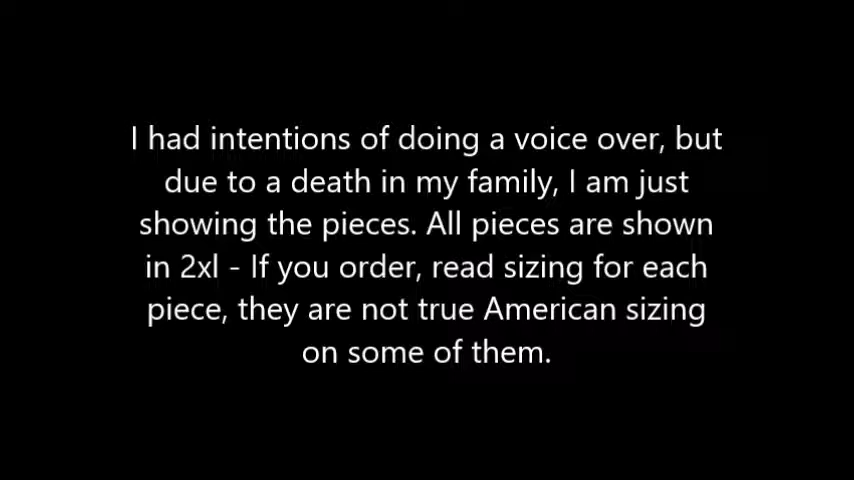 I had intentions of doing a voice over, but
due to a death in my family, I am just
showing the pieces. All pieces are shown
in 2xl - If you order, read sizing for each
piece, they are not true American sizing
on some of them.